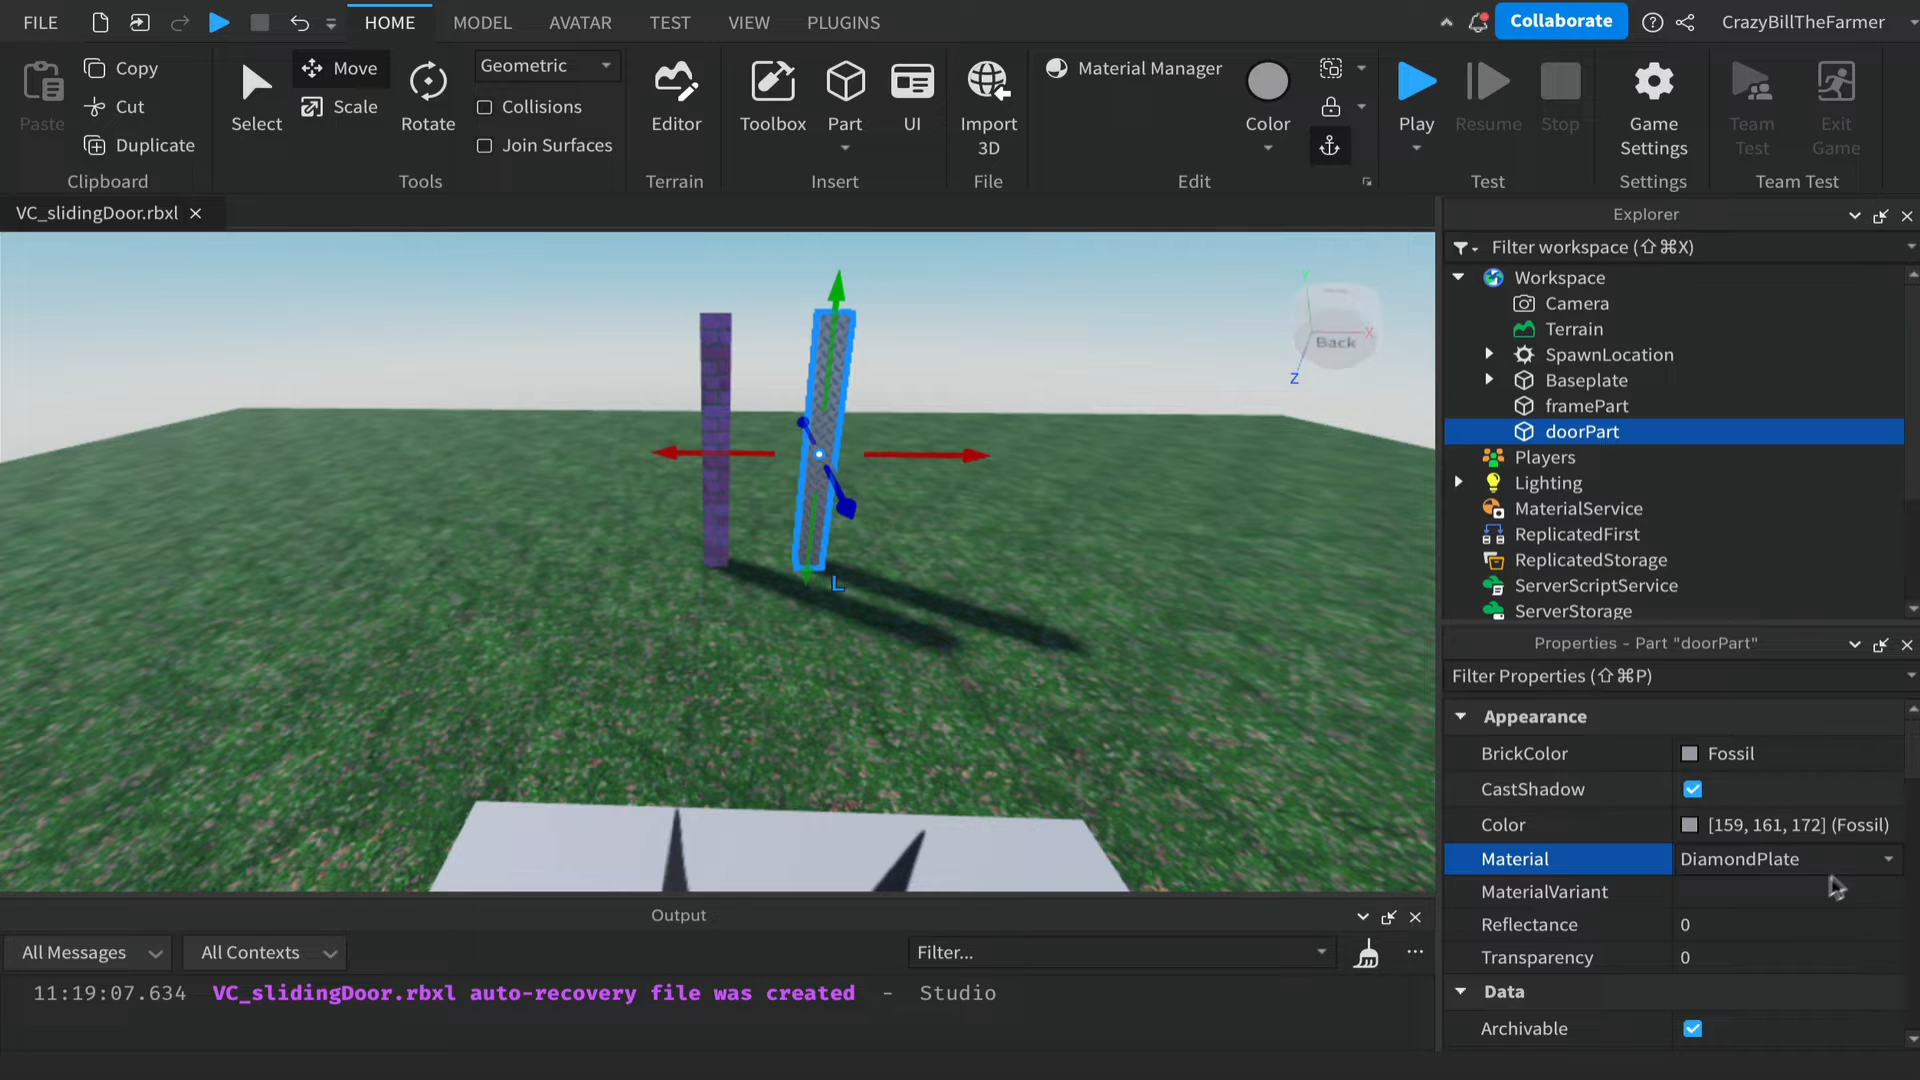 FILE HOME MODEL AVATAR TEST VIEW PLUGINS Collaborate CrazyBillTheFarmer
Paste
Copy
Cut
Duplicate
Clipboard
Select
Move
Scale
Rotate
Geometric
Collisions
Join Surfaces
Tools
Editor
Terrain
Toolbox
Part
UI
Insert
Import
3D
File
Material Manager
Color
Edit
Play
Resume
Stop
Test
Game
Settings
Settings
Team
Test
Exit
Game
Team Test
VC_slidingDoor.rbxl
Y
X
Back
Z
L
Explorer
Filter workspace (⇧⌘X)
Workspace
Camera
Terrain
SpawnLocation
Baseplate
framePart
doorPart
Players
Lighting
MaterialService
ReplicatedFirst
ReplicatedStorage
ServerScriptService
ServerStorage
Properties - Part "doorPart"
Filter Properties (⇧⌘P)
Appearance
BrickColor Fossil
CastShadow
Color [159, 161, 172] (Fossil)
Material DiamondPlate
MaterialVariant
Reflectance 0
Transparency 0
Data
Archivable
Output
All Messages All Contexts Filter...
11:19:07.634 VC_slidingDoor.rbxl auto-recovery file was created - Studio